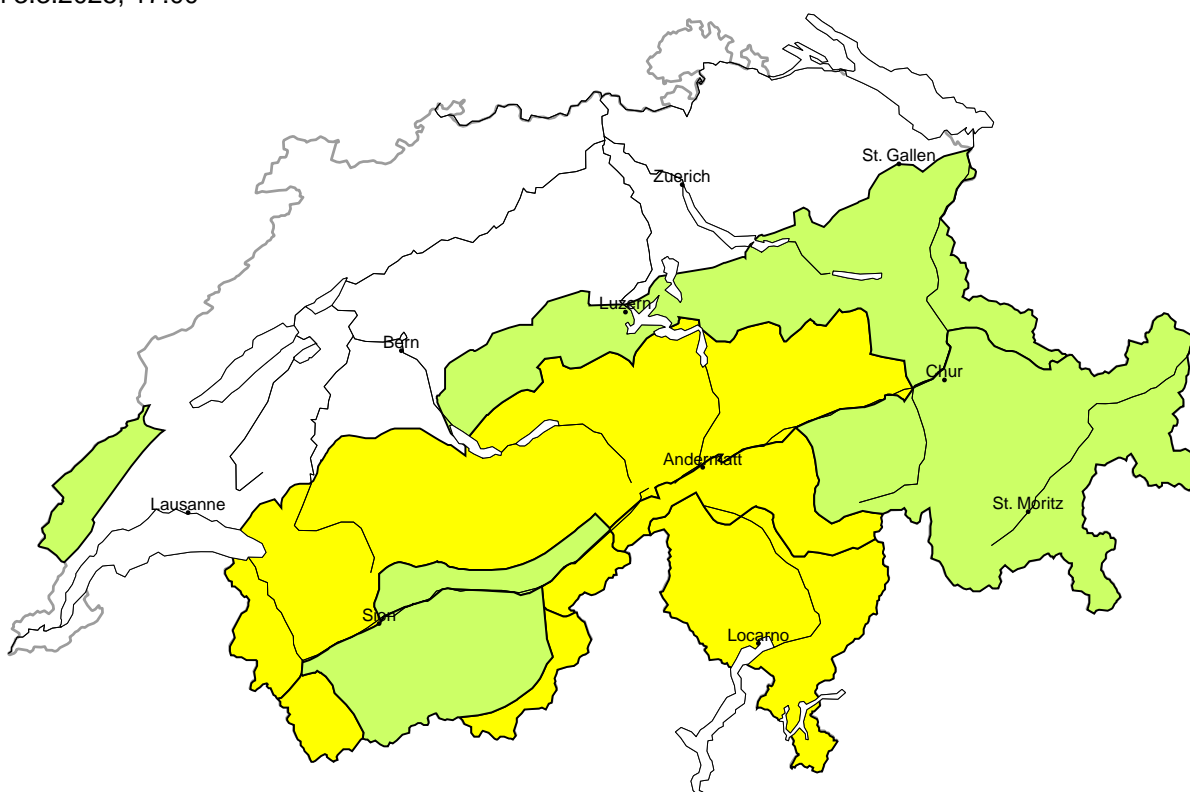 St. Gallen
Zuerich
Luzern
Bern
Chur
Andermatt
Lausanne
St. Moritz
Sion
Locarno